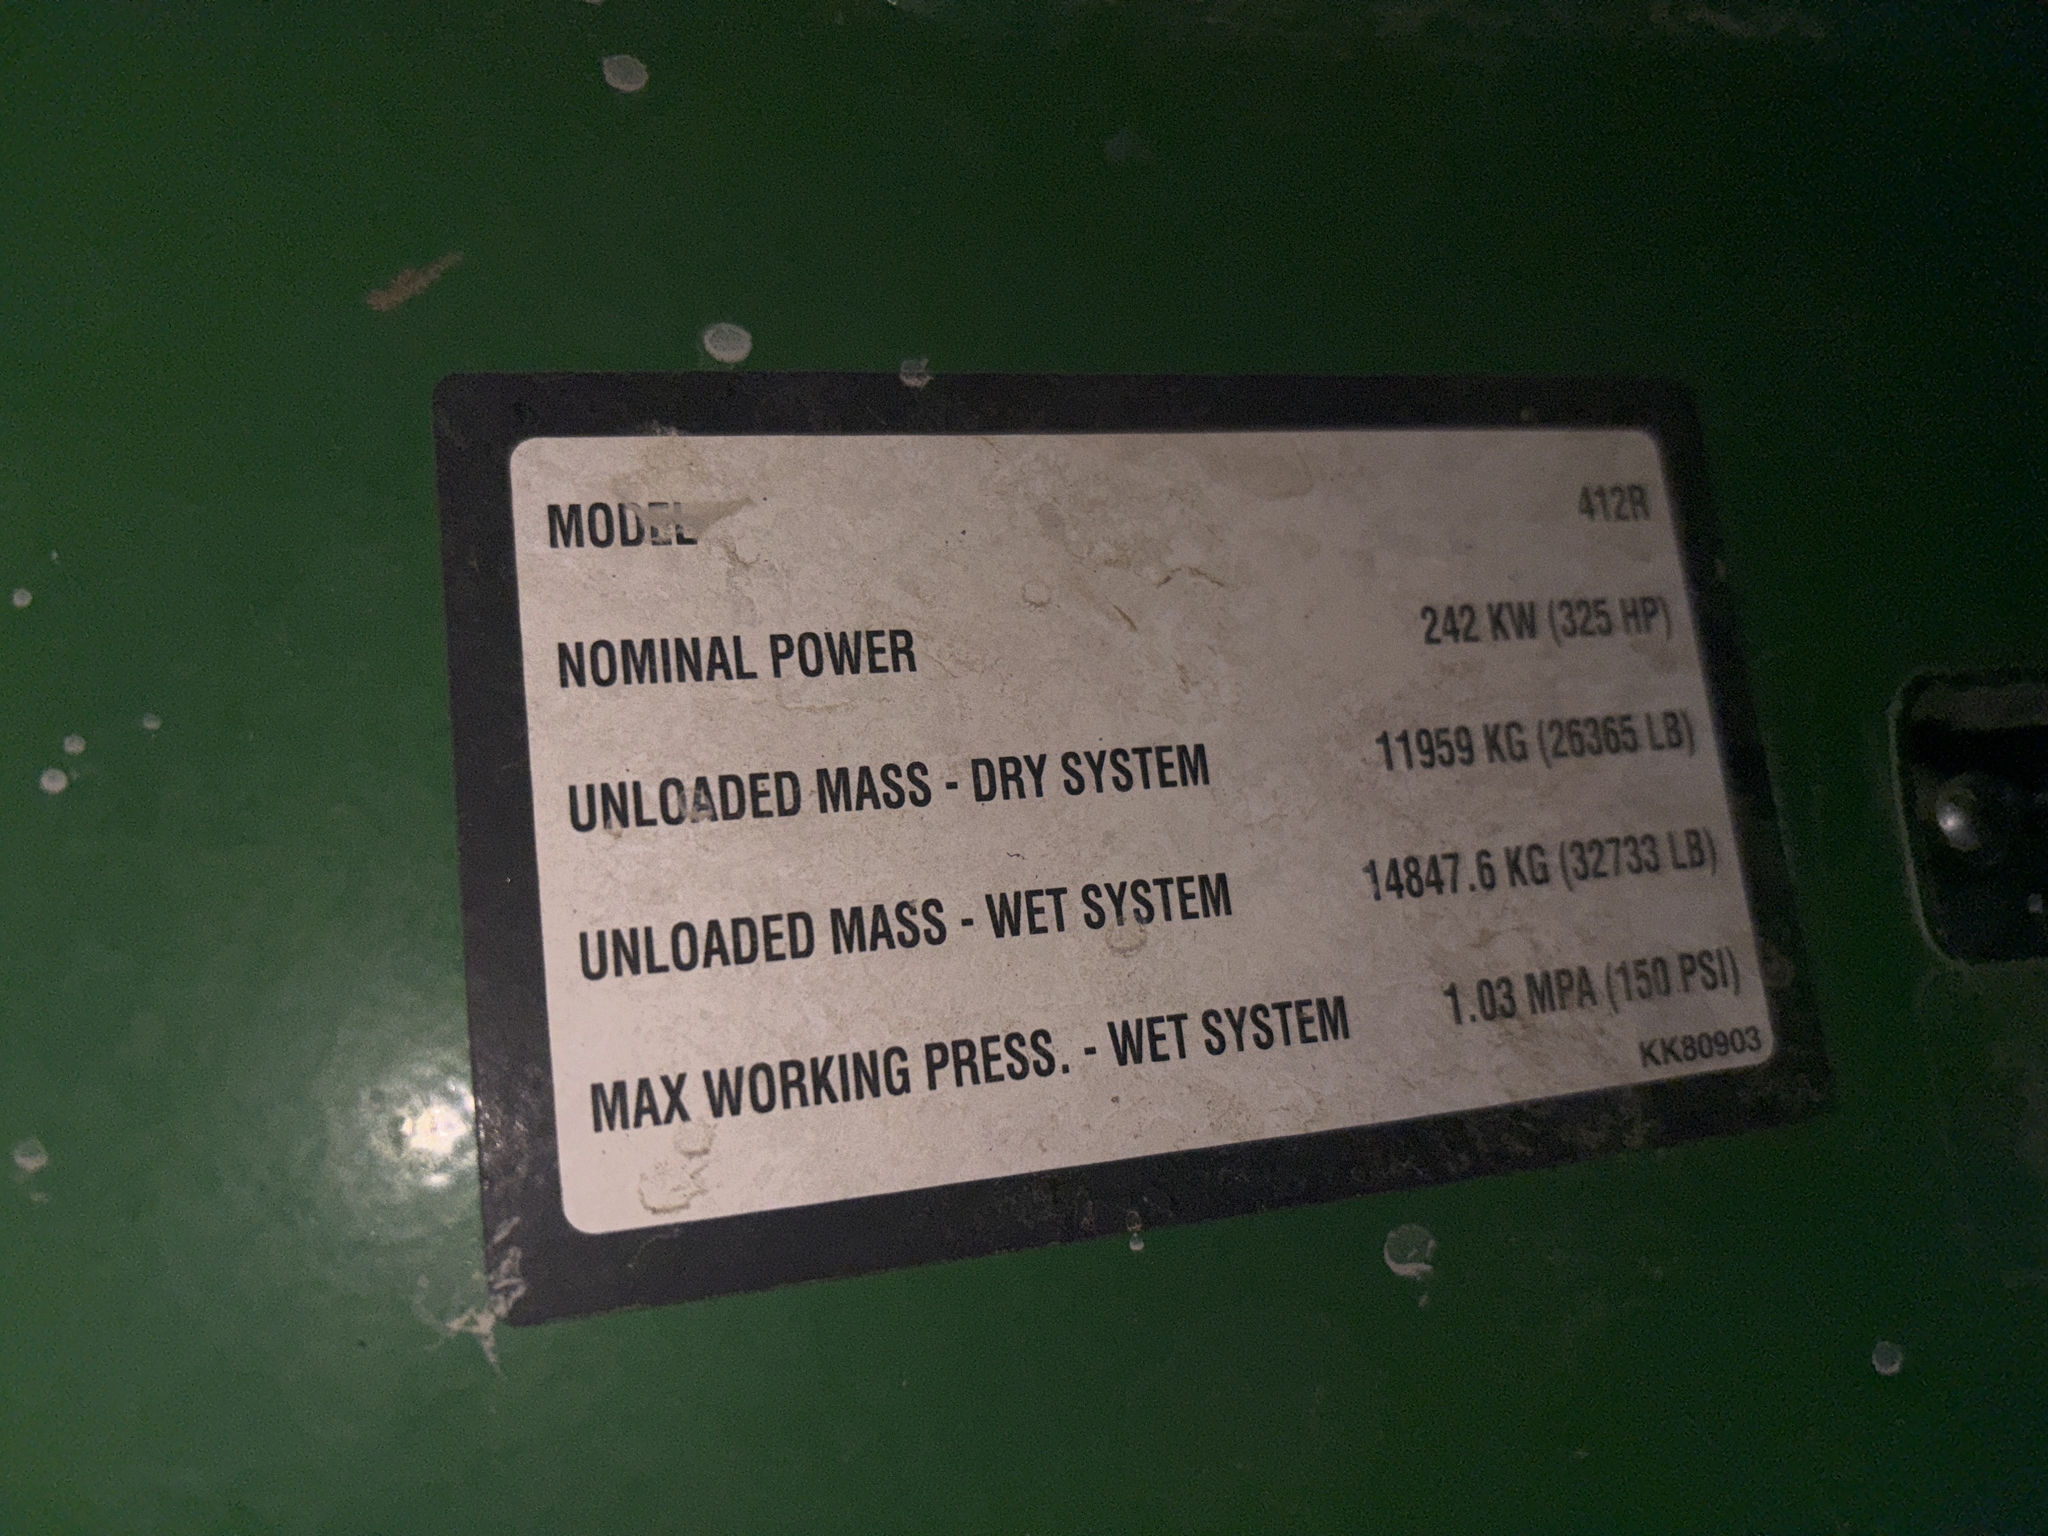 MODEL 412R
NOMINAL POWER 242 KW (325 HP)
UNLOADED MASS - DRY SYSTEM 11959 KG (26365 LB)
UNLOADED MASS - WET SYSTEM 14847.6 KG (32733 LB)
MAX WORKING PRESS. - WET SYSTEM 1.03 MPA (150 PSI)
KK80903